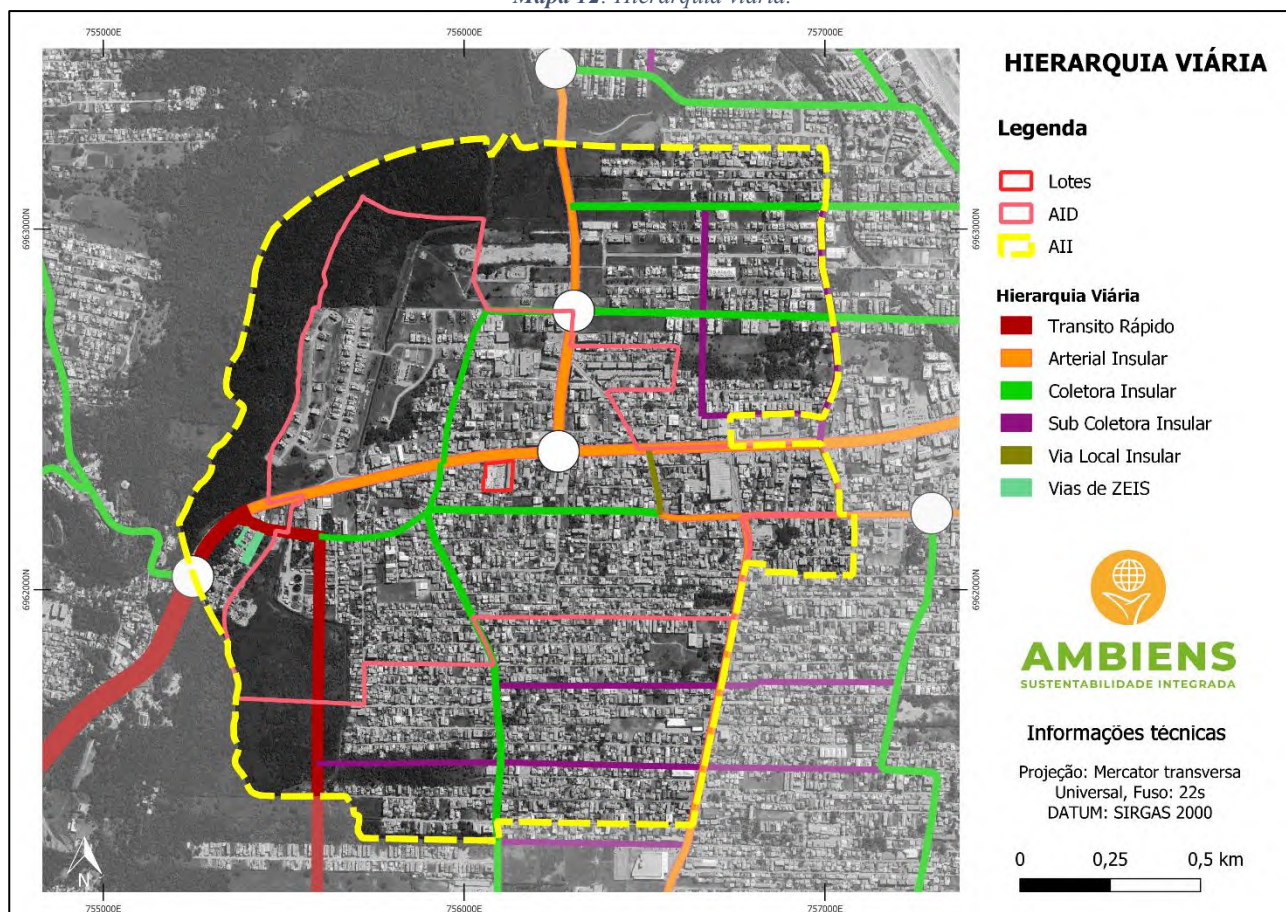 Mapa 12. Hierarquia viária.
755000E
756000E
757000E
6963000N
6963000N
6962000N
6962000N
755000E
756000E
757000E
N
HIERARQUIA VIÁRIA
Legenda
Lotes
AID
AII
Hierarquia Viária
Transito Rápido
Arterial Insular
Coletora Insular
Sub Coletora Insular
Via Local Insular
Vias de ZEIS
AMBIENS
SUSTENTABILIDADE INTEGRADA
Informações técnicas
Projeção: Mercator transversa
Universal, Fuso: 22s
DATUM: SIRGAS 2000
0 0,25 0,5 km